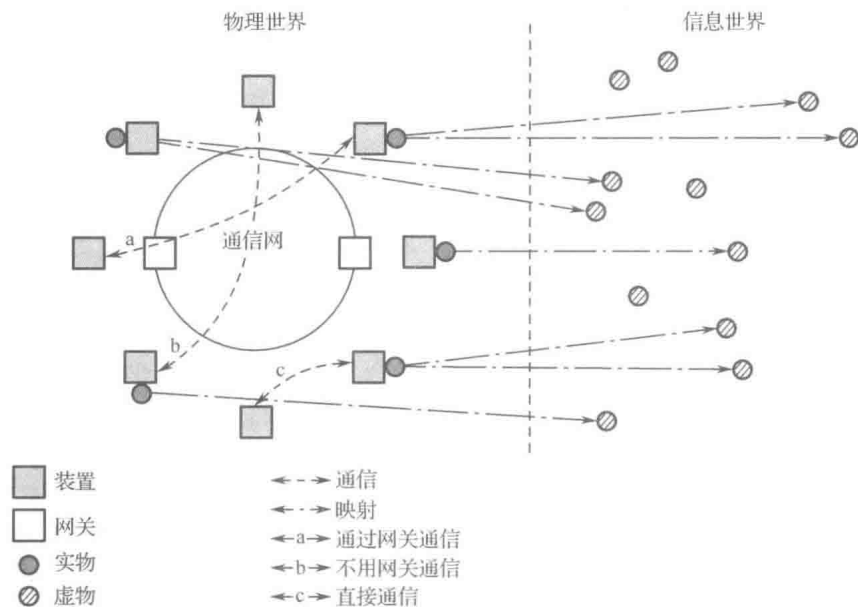 物理世界
信息世界
a
通信网
b
c
装置
网关
实物
虚物
通信
映射
a 通过网关通信
b 不用网关通信
c 直接通信